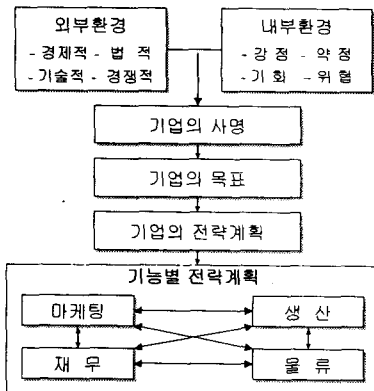 외부환경
- 경제적 - 법 적
- 기술적 - 경쟁적
내부환경
- 강 점 - 약 점
- 기 회 - 위 협
기업의 사명
기업의 목표
기업의 전략계획
기능별 전략계획
마케팅
생 산
재 무
물 류